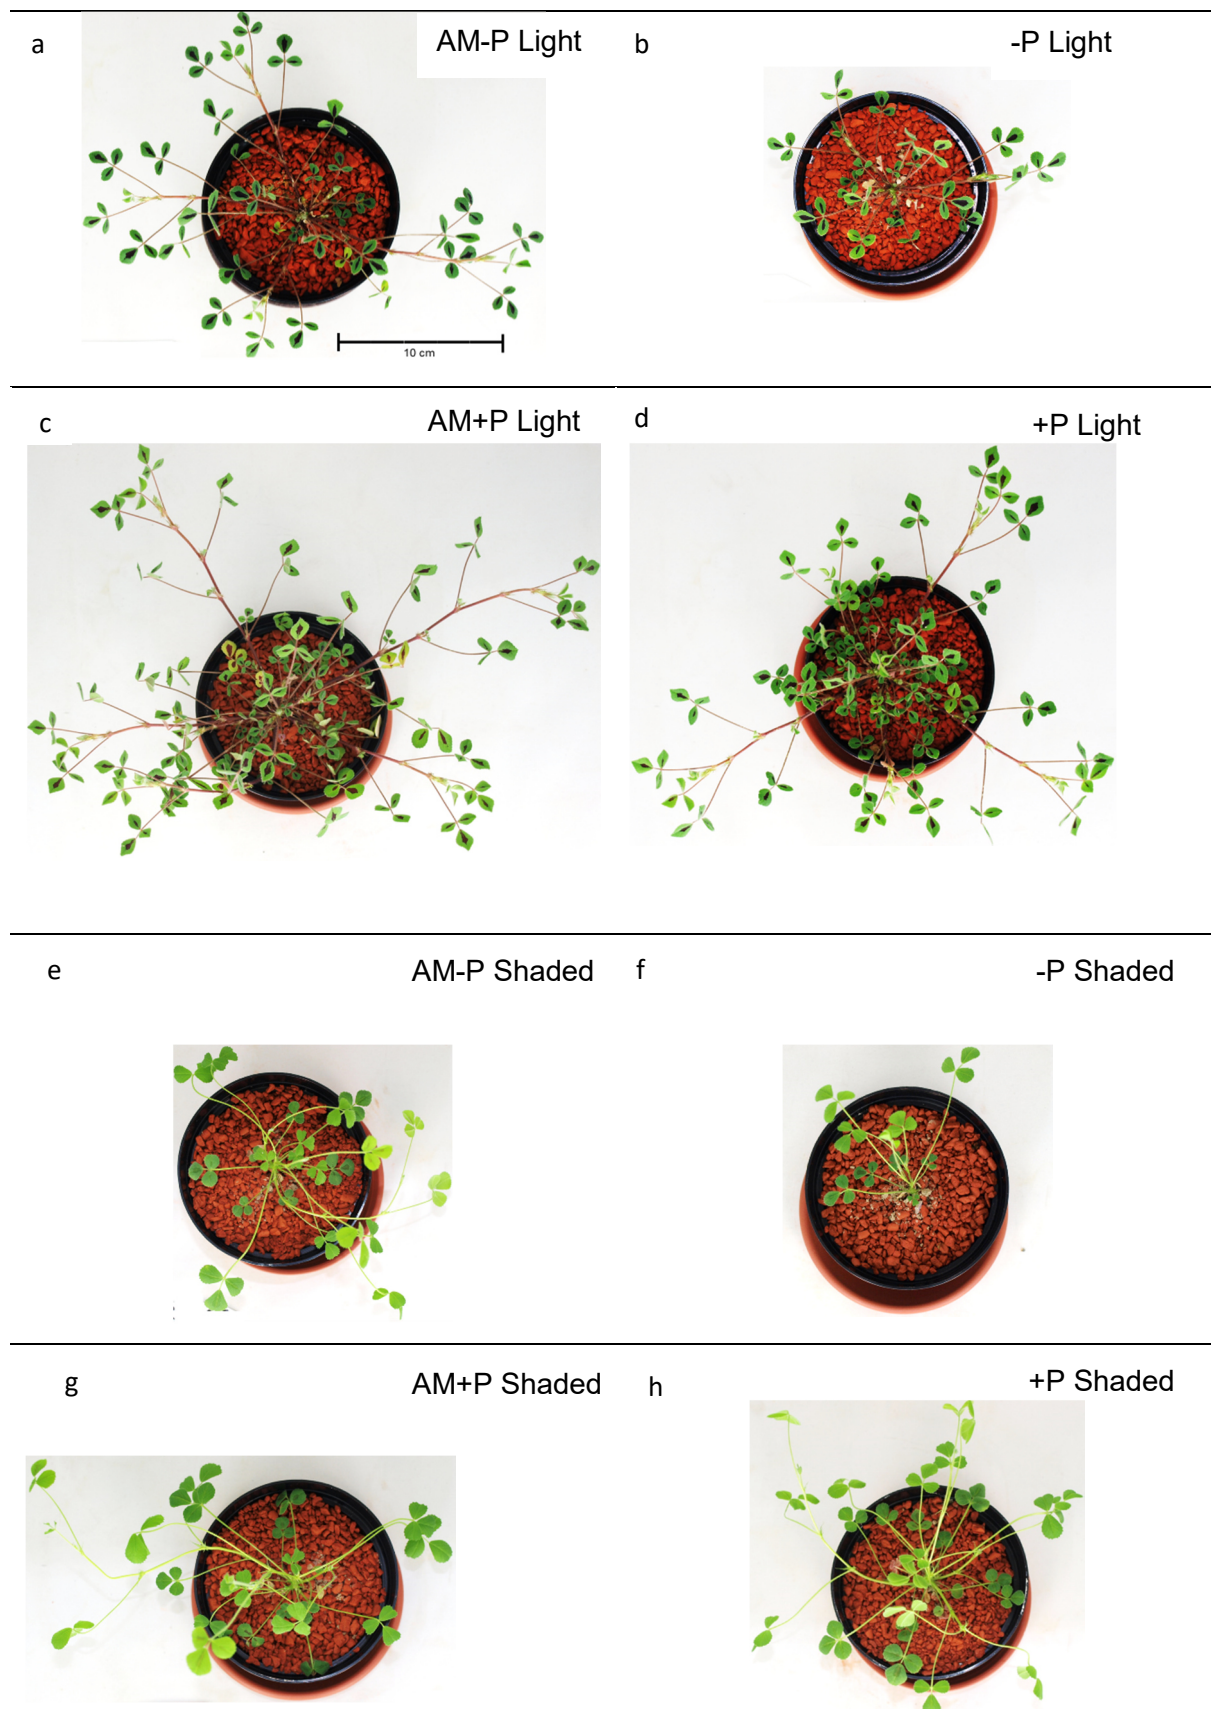 a
AM-P Light
b
-P Light
10 cm
c
AM+P Light
d
+P Light
e
AM-P Shaded
f
-P Shaded
g
AM+P Shaded
h
+P Shaded